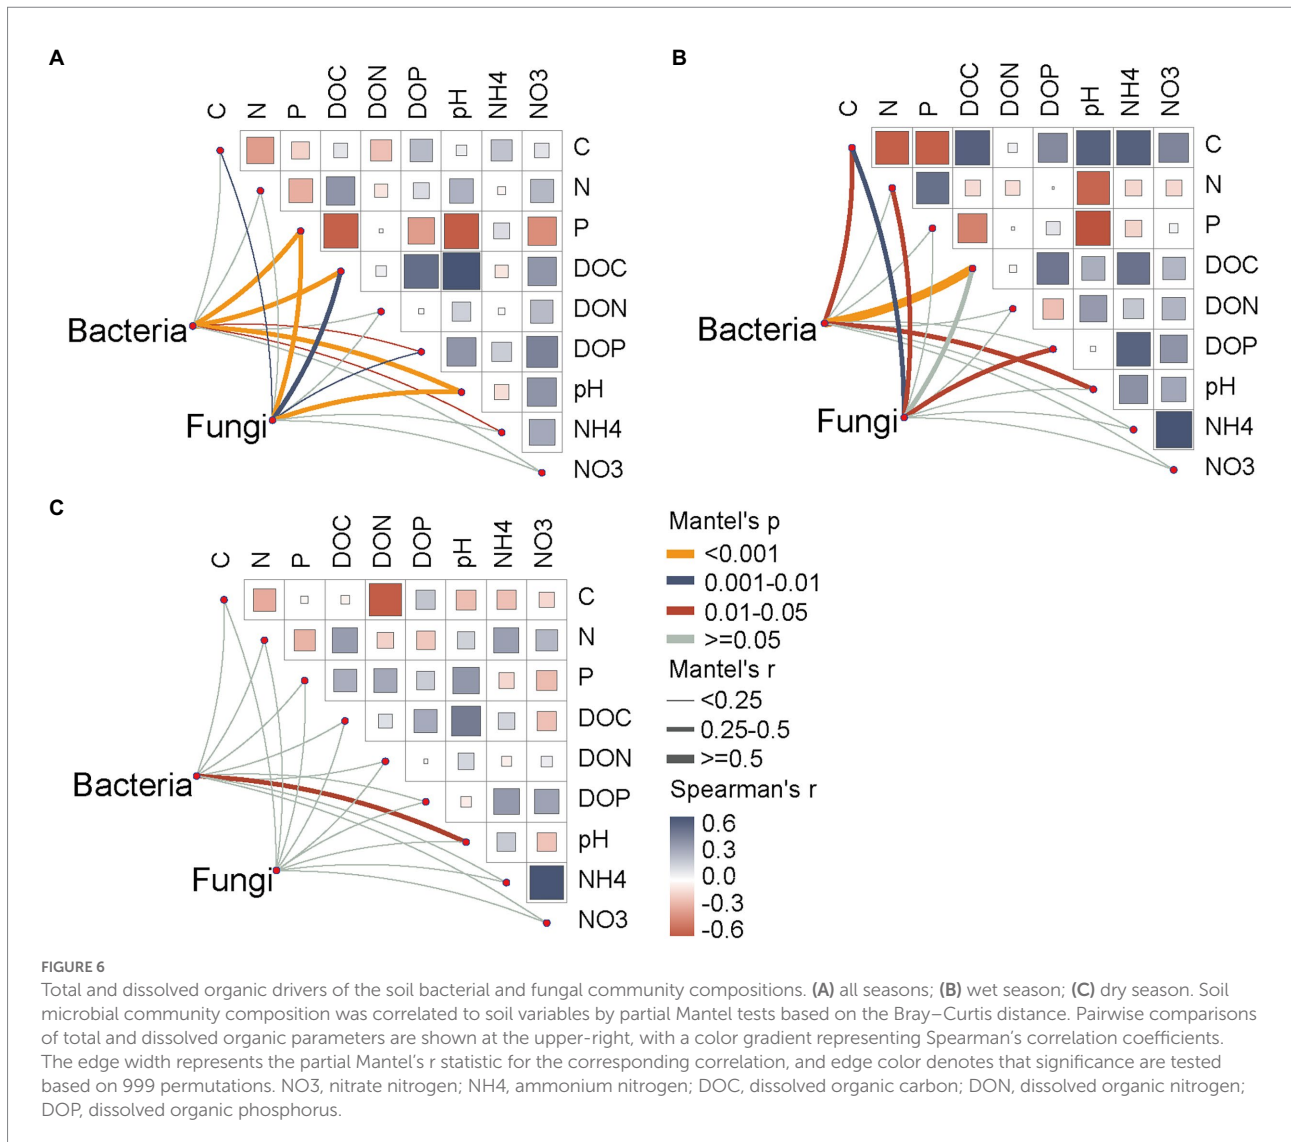 A
C N P DOC DON DOP pH NH4 NO3
C
N
P
DOC
DON
DOP
pH
NH4
NO3
Bacteria
Fungi
B
C N P DOC DON DOP pH NH4 NO3
C
N
P
DOC
DON
DOP
pH
NH4
NO3
Bacteria
Fungi
C
C N P DOC DON DOP pH NH4 NO3
C
N
P
DOC
DON
DOP
pH
NH4
NO3
Bacteria
Fungi
Mantel's p
<0.001
0.001-0.01
0.01-0.05
>=0.05
Mantel's r
<0.25
0.25-0.5
>=0.5
Spearman's r
0.6
0.3
0.0
-0.3
-0.6
FIGURE 6
Total and dissolved organic drivers of the soil bacterial and fungal community compositions. (A) all seasons; (B) wet season; (C) dry season. Soil
microbial community composition was correlated to soil variables by partial Mantel tests based on the Bray–Curtis distance. Pairwise comparisons
of total and dissolved organic parameters are shown at the upper-right, with a color gradient representing Spearman's correlation coefficients.
The edge width represents the partial Mantel's r statistic for the corresponding correlation, and edge color denotes that significance are tested
based on 999 permutations. NO3, nitrate nitrogen; NH4, ammonium nitrogen; DOC, dissolved organic carbon; DON, dissolved organic nitrogen;
DOP, dissolved organic phosphorus.